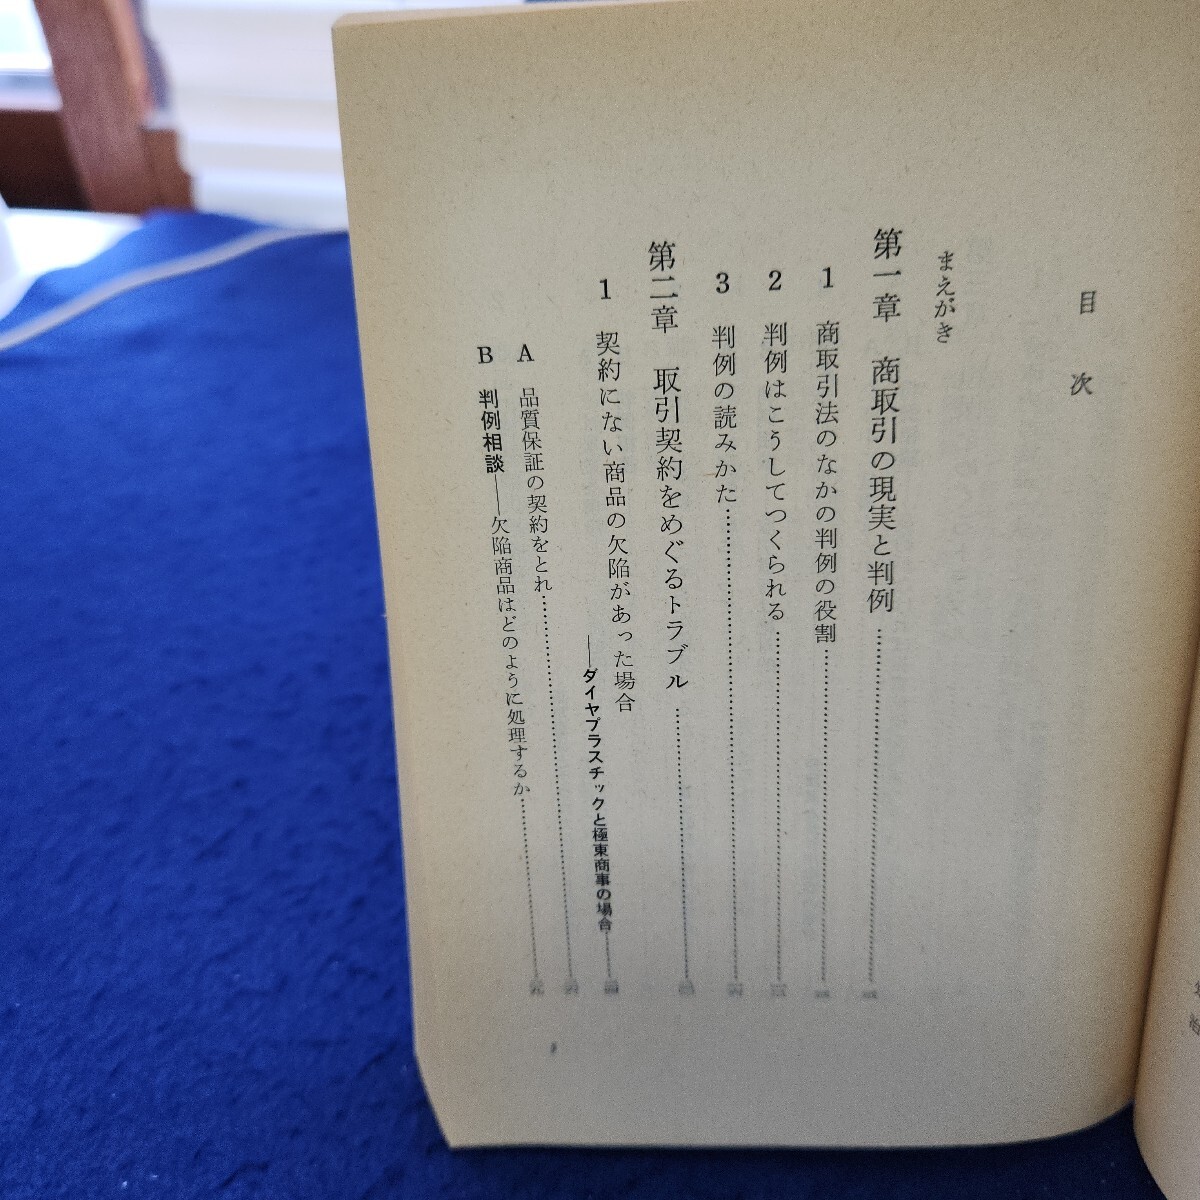 目次
まえがき
第一章 商取引の現実と判例
1 商取引法のなかの判例の役割
2 判例はこうしてつくられる
3 判例の読みかた
第二章 取引契約をめぐるトラブル
1 契約にない商品の欠陥があった場合
――ダイヤプラスチックと極東商事の場合
A 品質保証の契約をとれ
B 判例相談――欠陥商品はどのように処理するか